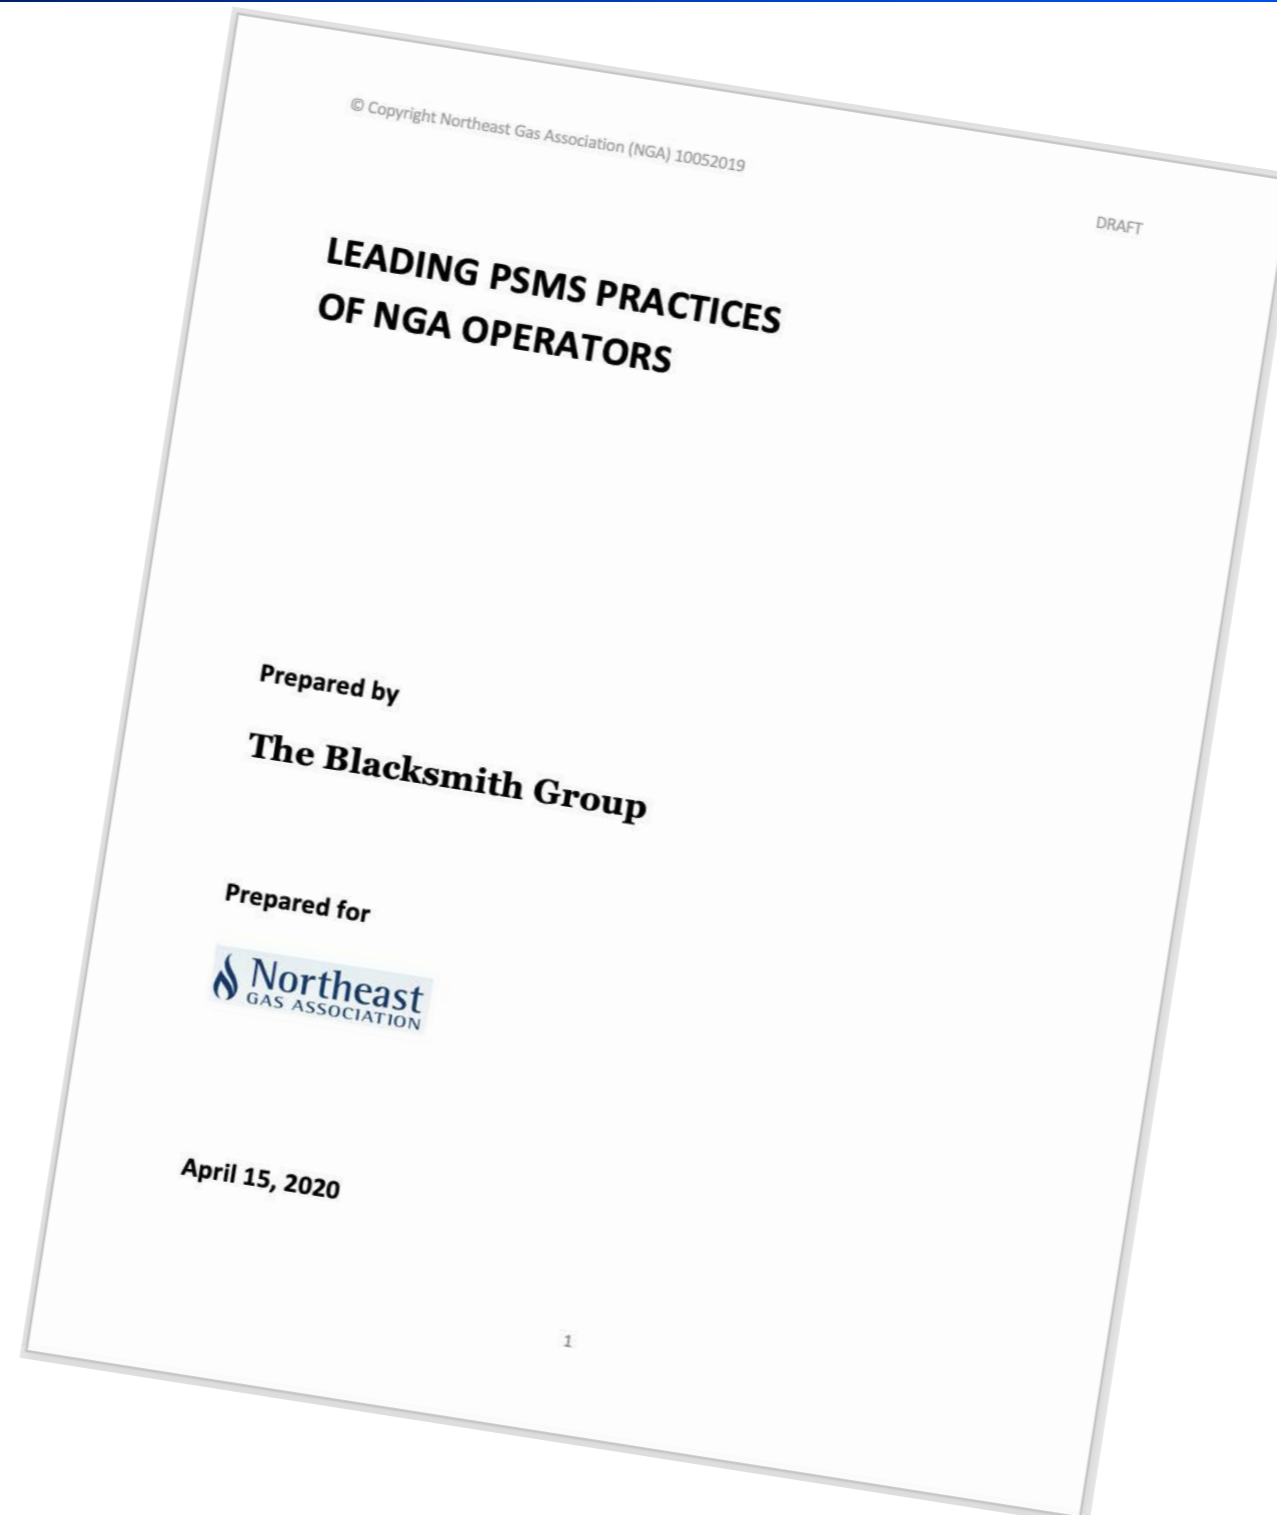 © Copyright Northeast Gas Association (NGA) 10052019
DRAFT
LEADING PSMS PRACTICES
OF NGA OPERATORS
Prepared by
The Blacksmith Group
Prepared for
Northeast
GAS ASSOCIATION
April 15, 2020
1